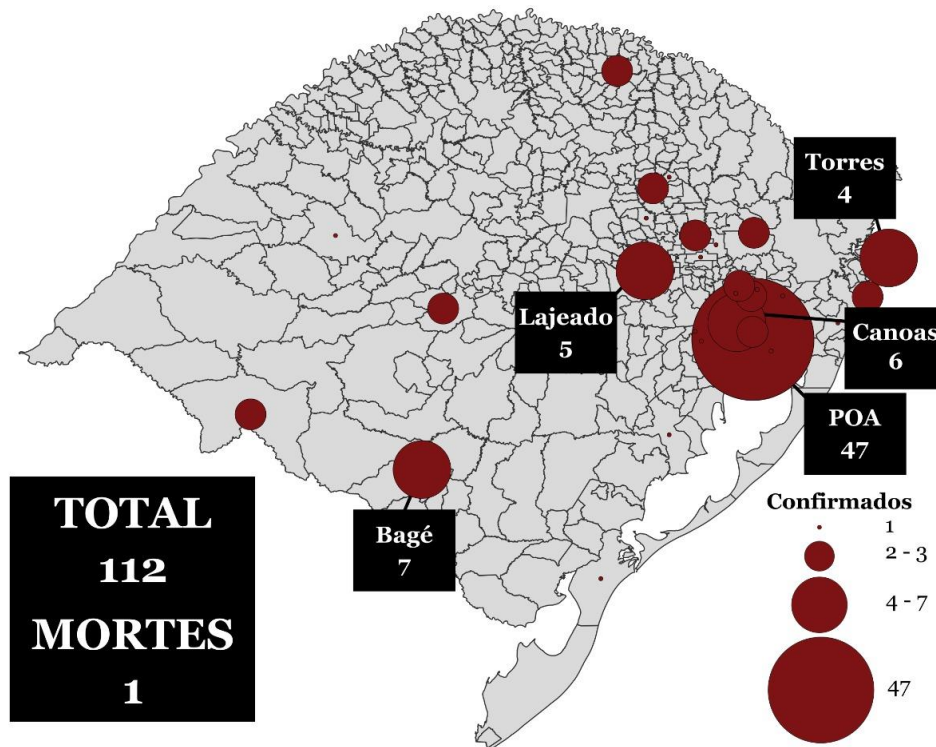 Torres
4
Lajeado
5
Canoas
6
POA
47
Bagé
7
TOTAL
112
MORTES
1
Confirmados
1
2 - 3
4 - 7
47